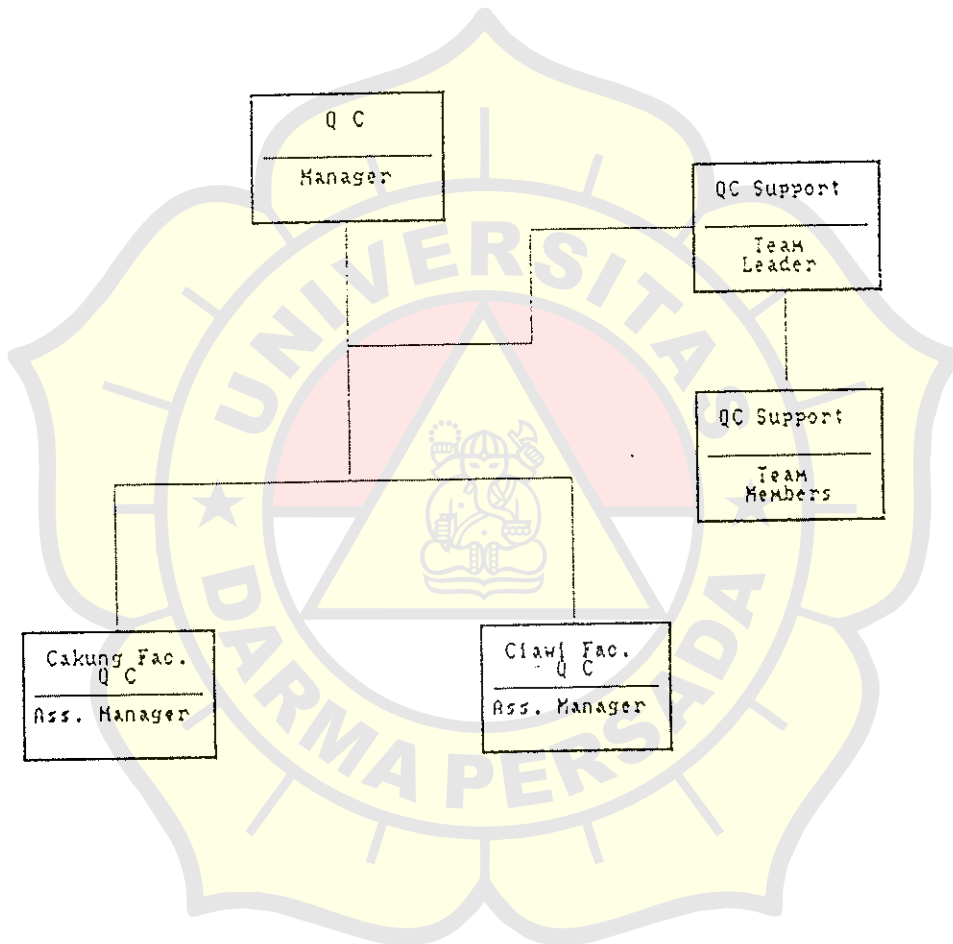 Q C
Manager
QC Support
Team
Leader
QC Support
Team
Members
Cakung Fac.
Q C
Ass. Manager
Ciawi Fac.
Q C
Ass. Manager
UNIVERSITAS
DARMA PERSADA